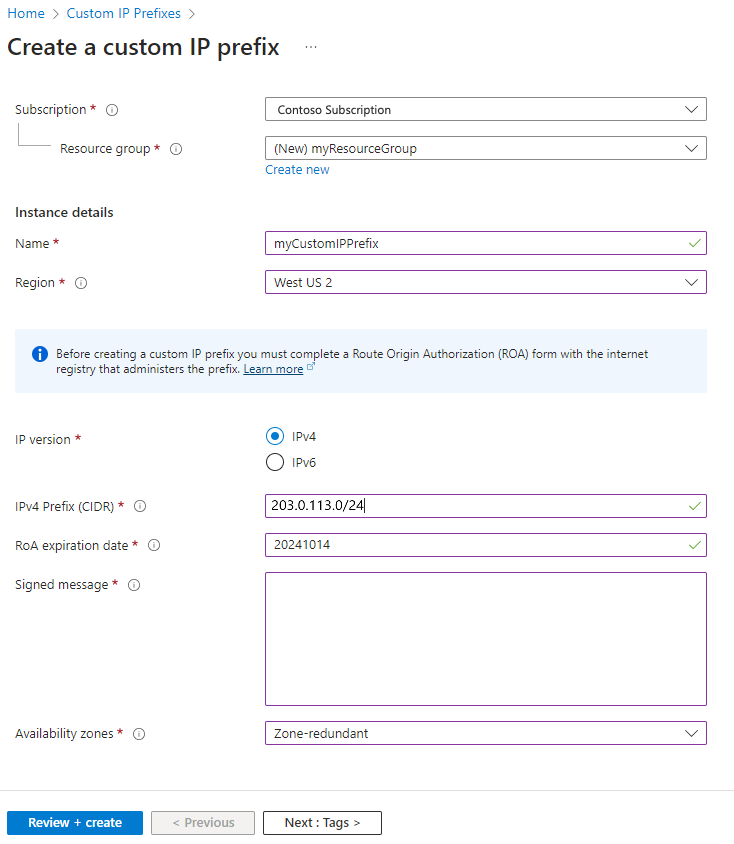 Home > Custom IP Prefixes >
Create a custom IP prefix ...
Subscription *
Contoso Subscription
Resource group *
(New) myResourceGroup
Create new
Instance details
Name *
myCustomIPPrefix
Region *
West US 2
Before creating a custom IP prefix you must complete a Route Origin Authorization (ROA) form with the internet
registry that administers the prefix. Learn more
IP version *
IPv4
IPv6
IPv4 Prefix (CIDR) *
203.0.113.0/24
RoA expiration date *
20241014
Signed message *
Availability zones *
Zone-redundant
Review + create
< Previous
Next : Tags >